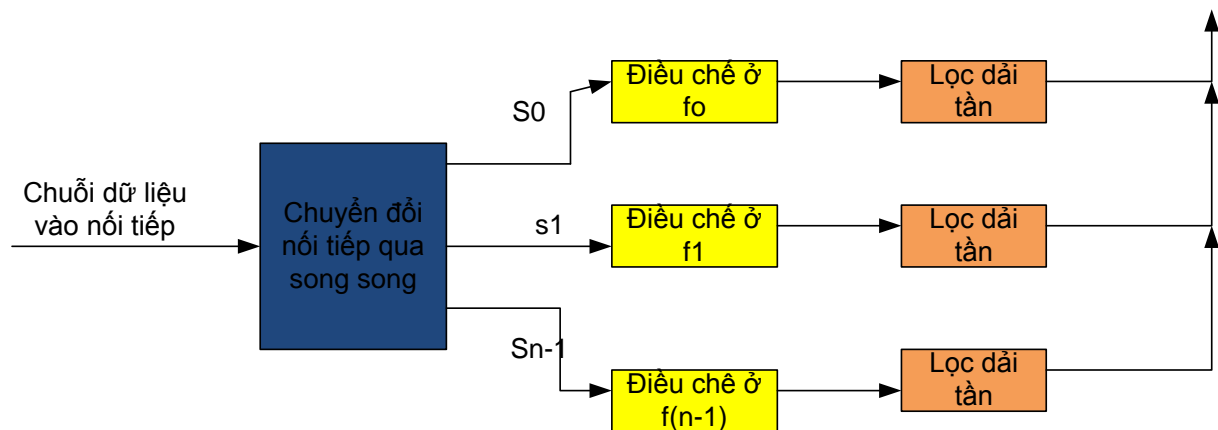 Chuỗi dữ liệu
vào nối tiếp
Chuyển đổi
nối tiếp qua
song song
S0
Điều chế ở
fo
Lọc dải
tần
s1
Điều chế ở
f1
Lọc dải
tần
Sn-1
Điều chê ở
f(n-1)
Lọc dải
tần